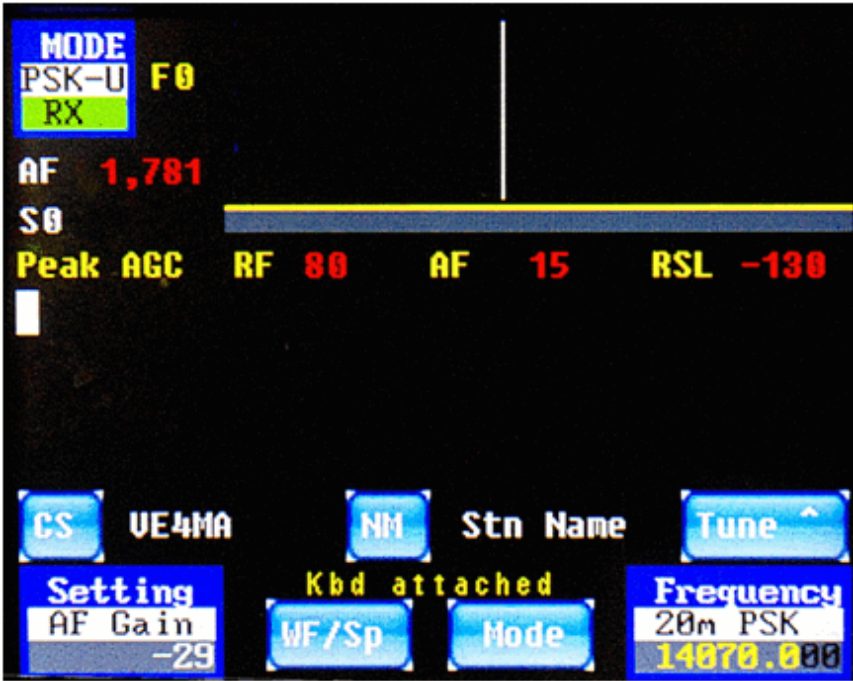 MODE
PSK-U F0
RX
AF 1,781
S0
Peak AGC RF 80 AF 15 RSL -130
CS VE4MA NM Stn Name Tune ^
Kbd attached
Setting WF/Sp Mode Frequency
AF Gain 20m PSK
-29 14070.000